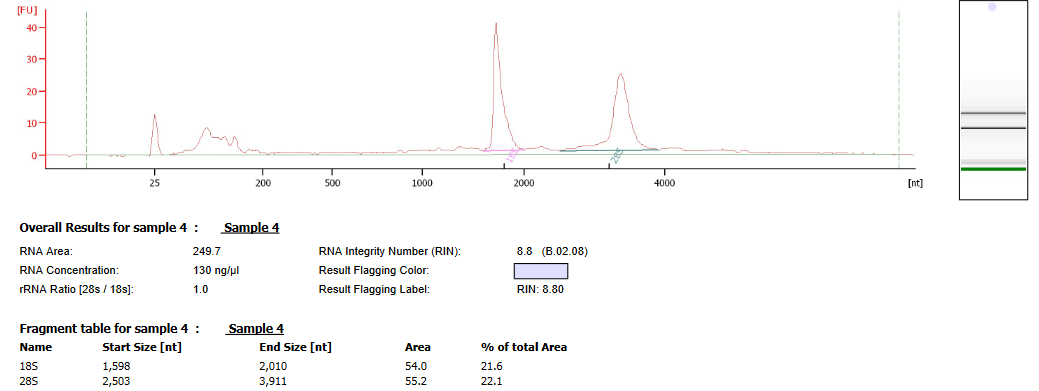 [FU]
40
30
20
10
0
25 200 500 1000 2000 4000 [nt]
18S
28S
Overall Results for sample 4 : Sample 4
RNA Area: 249.7 RNA Integrity Number (RIN): 8.8 (B.02.08)
RNA Concentration: 130 ng/µl Result Flagging Color:
rRNA Ratio [28s / 18s]: 1.0 Result Flagging Label: RIN: 8.80
Fragment table for sample 4 : Sample 4
Name Start Size [nt] End Size [nt] Area % of total Area
18S 1,598 2,010 54.0 21.6
28S 2,503 3,911 55.2 22.1